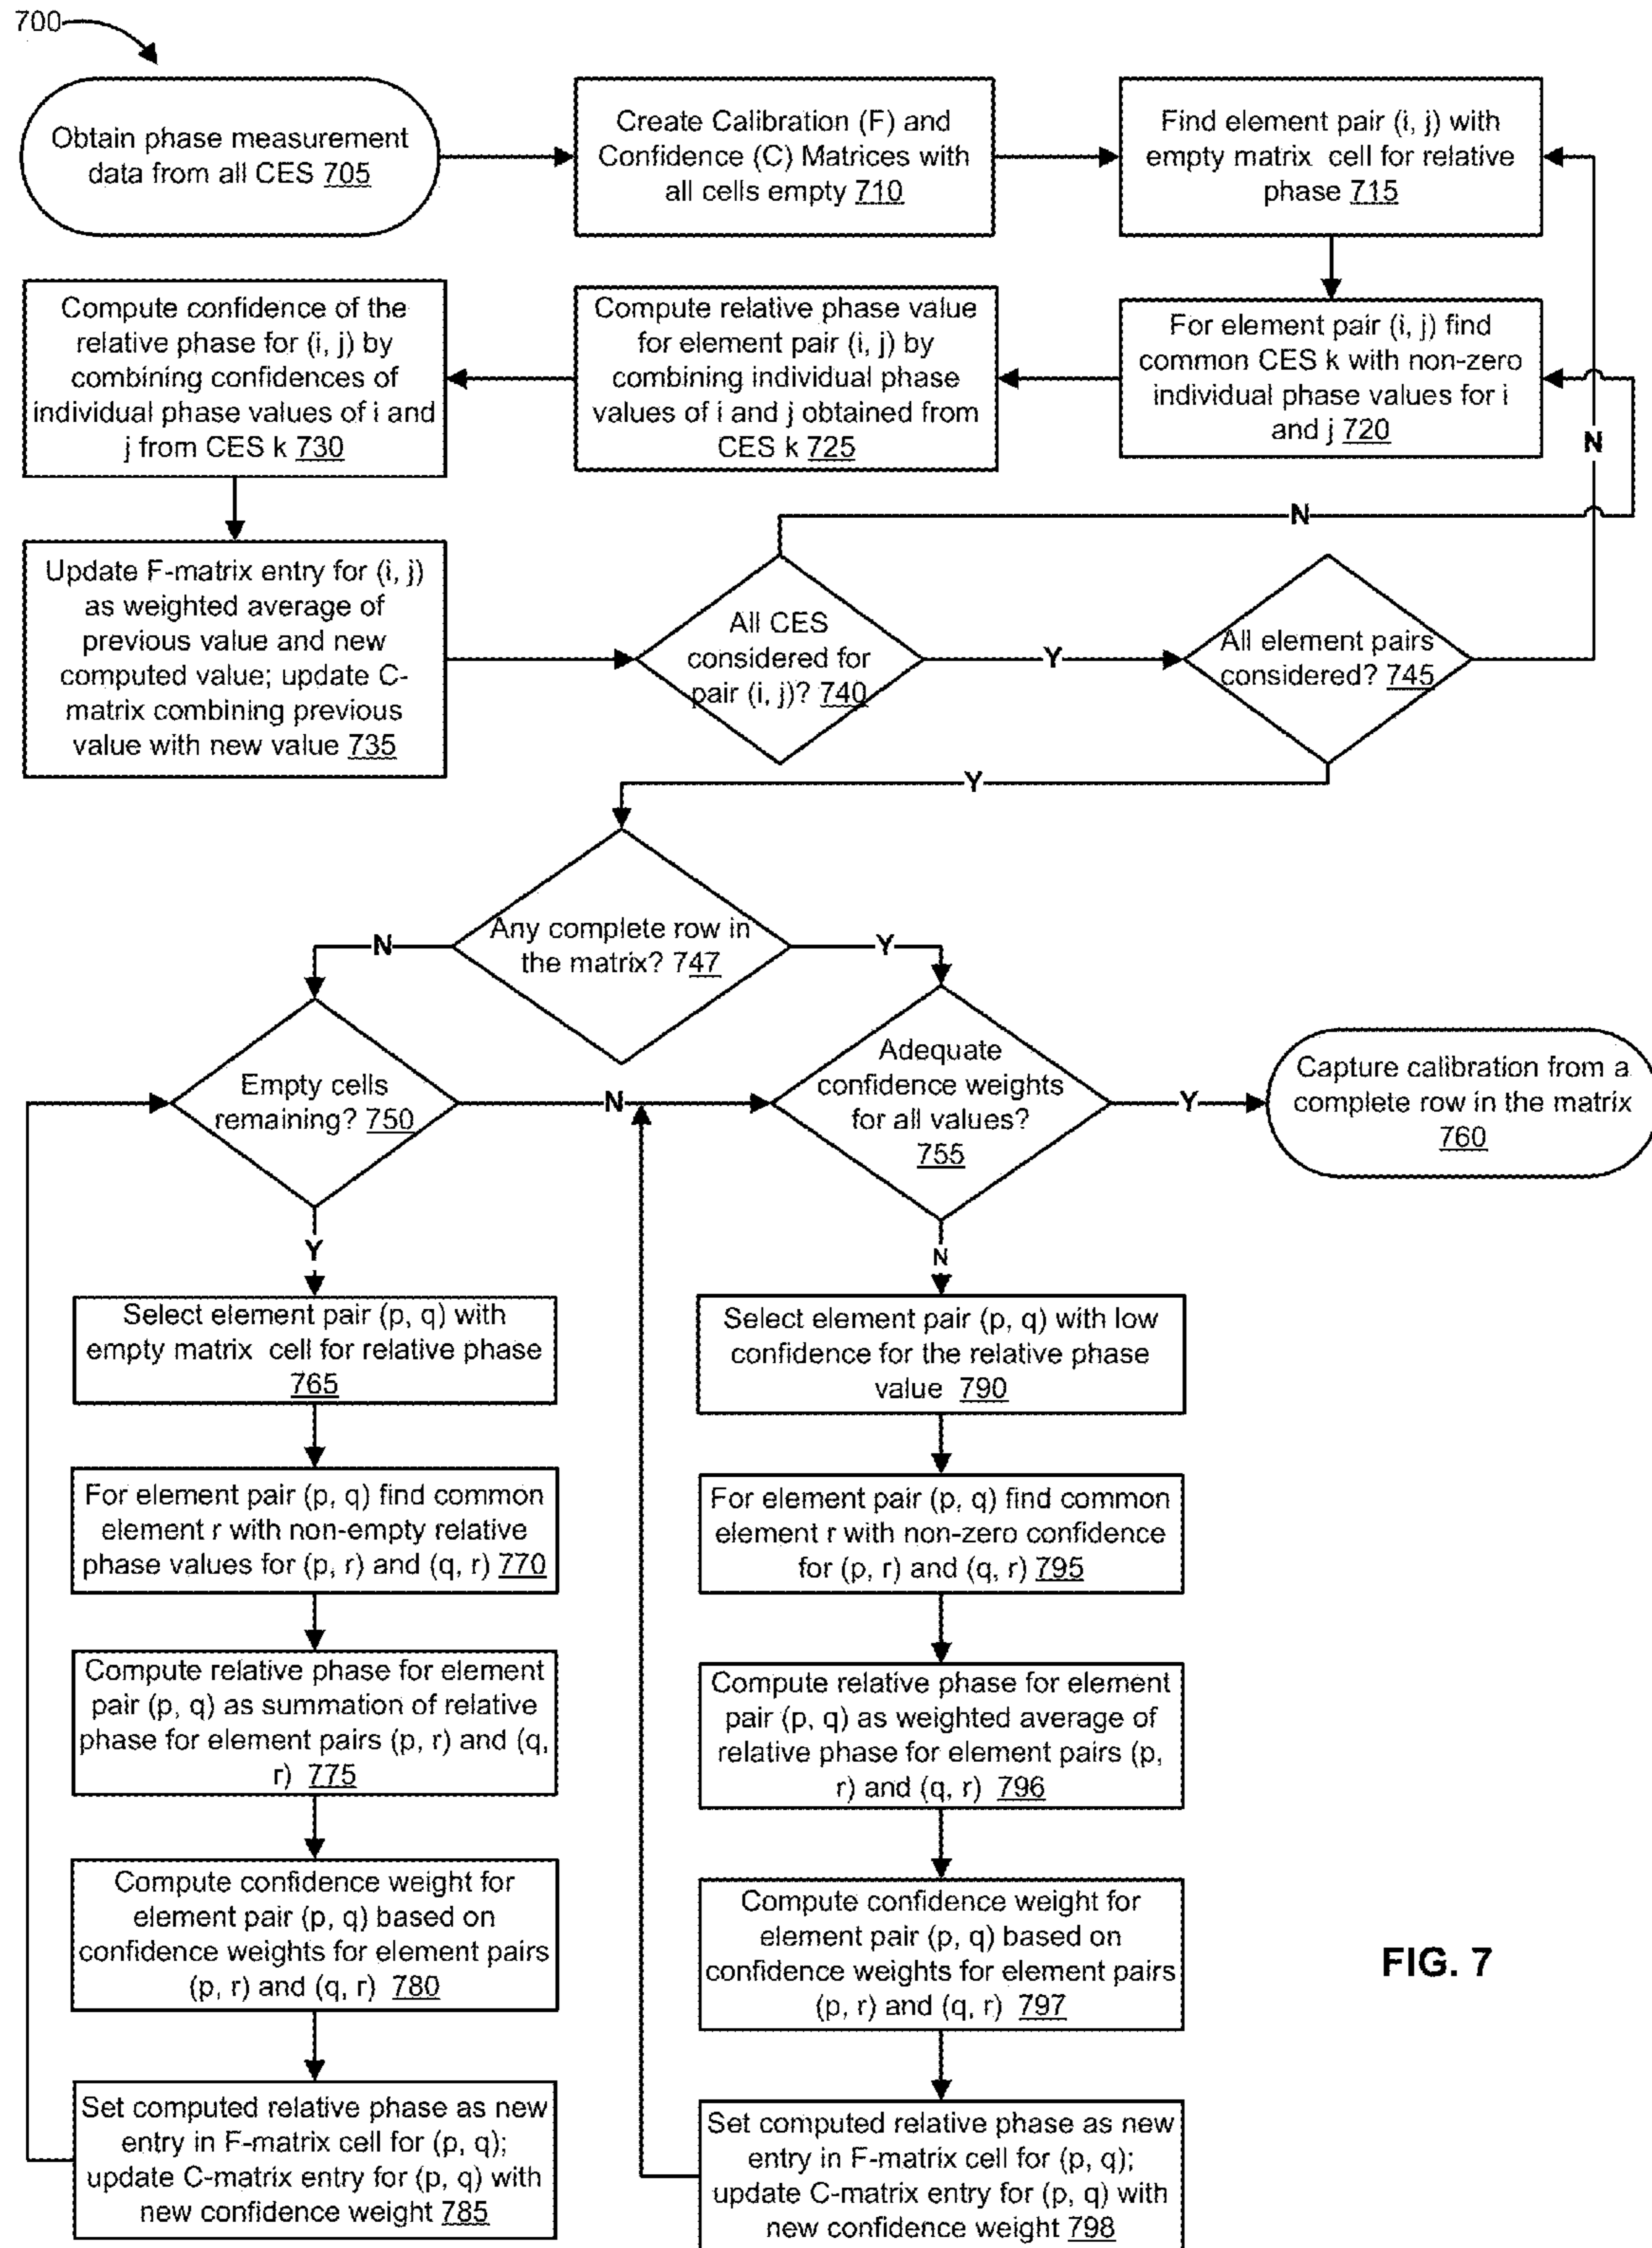 700
Obtain phase measurement
data from all CES 705
Create Calibration (F) and
Confidence (C) Matrices with
all cells empty 710
Find element pair (i, j) with
empty matrix cell for relative
phase 715
For element pair (i, j) find
common CES k with non-zero
individual phase values for i
and j 720
Compute relative phase value
for element pair (i, j) by
combining individual phase
values of i and j obtained from
CES k 725
Compute confidence of the
relative phase for (i, j) by
combining confidences of
individual phase values of i and
j from CES k 730
Update F-matrix entry for (i, j)
as weighted average of
previous value and new
computed value; update C-
matrix combining previous
value with new value 735
All CES
considered for
pair (i, j)? 740
N
Y
All element pairs
considered? 745
N
Y
Any complete row in
the matrix? 747
N
Y
Empty cells
remaining? 750
N
Y
Adequate
confidence weights
for all values?
755
Y
N
Capture calibration from a
complete row in the matrix
760
Select element pair (p, q) with
empty matrix cell for relative phase
765
For element pair (p, q) find common
element r with non-empty relative
phase values for (p, r) and (q, r) 770
Compute relative phase for element
pair (p, q) as summation of relative
phase for element pairs (p, r) and (q,
r) 775
Compute confidence weight for
element pair (p, q) based on
confidence weights for element pairs
(p, r) and (q, r) 780
Set computed relative phase as new
entry in F-matrix cell for (p, q);
update C-matrix entry for (p, q) with
new confidence weight 785
Select element pair (p, q) with low
confidence for the relative phase
value 790
For element pair (p, q) find common
element r with non-zero confidence
for (p, r) and (q, r) 795
Compute relative phase for element
pair (p, q) as weighted average of
relative phase for element pairs (p,
r) and (q, r) 796
Compute confidence weight for
element pair (p, q) based on
confidence weights for element pairs
(p, r) and (q, r) 797
Set computed relative phase as new
entry in F-matrix cell for (p, q);
update C-matrix entry for (p, q) with
new confidence weight 798
FIG. 7